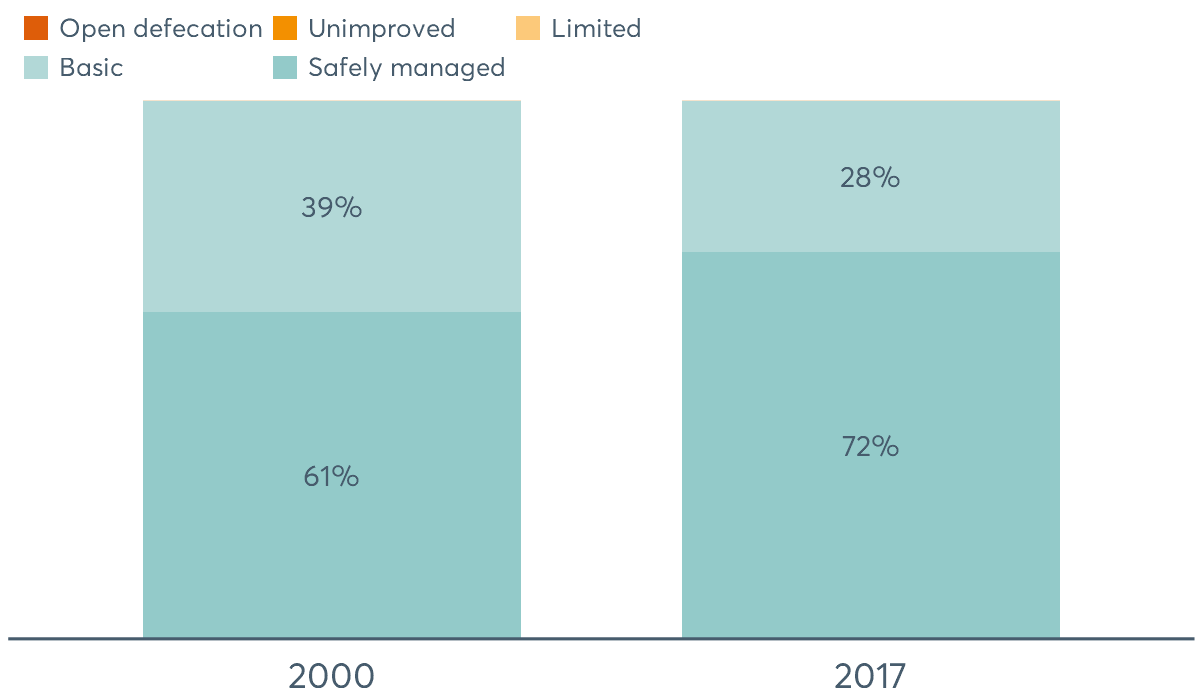 Open defecation Unimproved Limited
Basic Safely managed
39% 28%
61% 72%
2000 2017